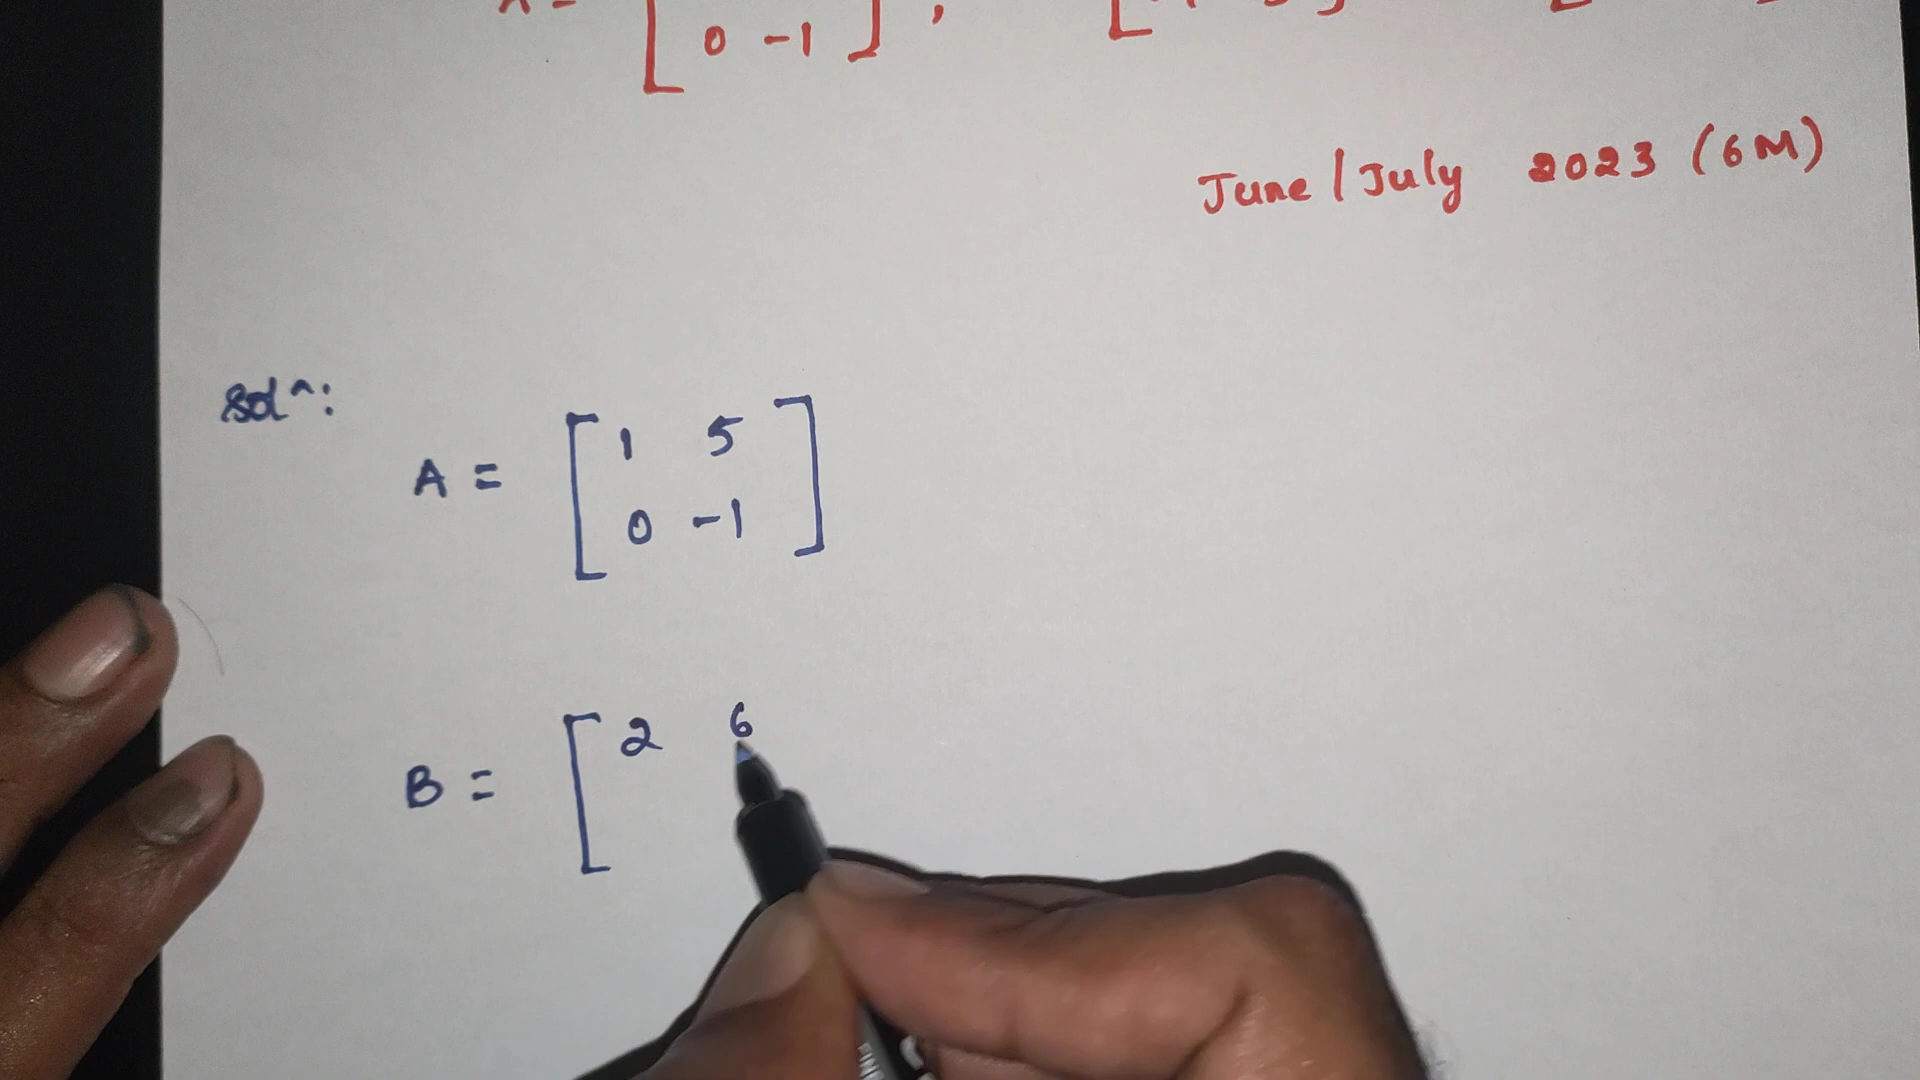 0 -1 ] ,
June / July 2023 (6M)
Sol^n:
A = [ 1 5
0 -1 ]
B = [ 2 6